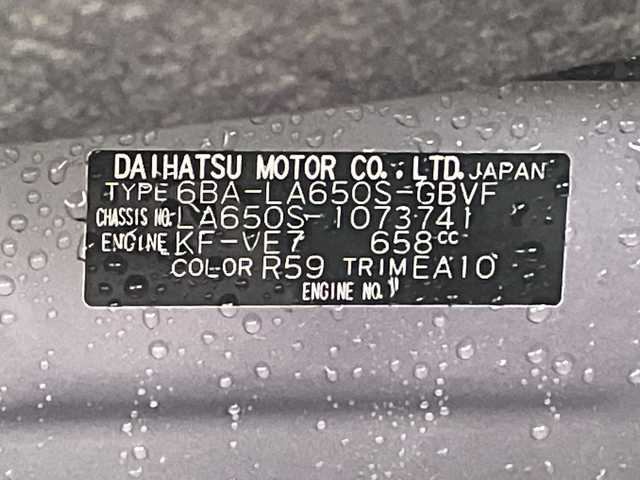 DAIHATSU MOTOR CO., LTD. JAPAN
TYPE 6BA-LA650S-GBVF
CHASSIS NO. LA650S-1073741
ENGINE KF-VE7 658cc
COLOR R59 TRIM EA10
ENGINE NO.